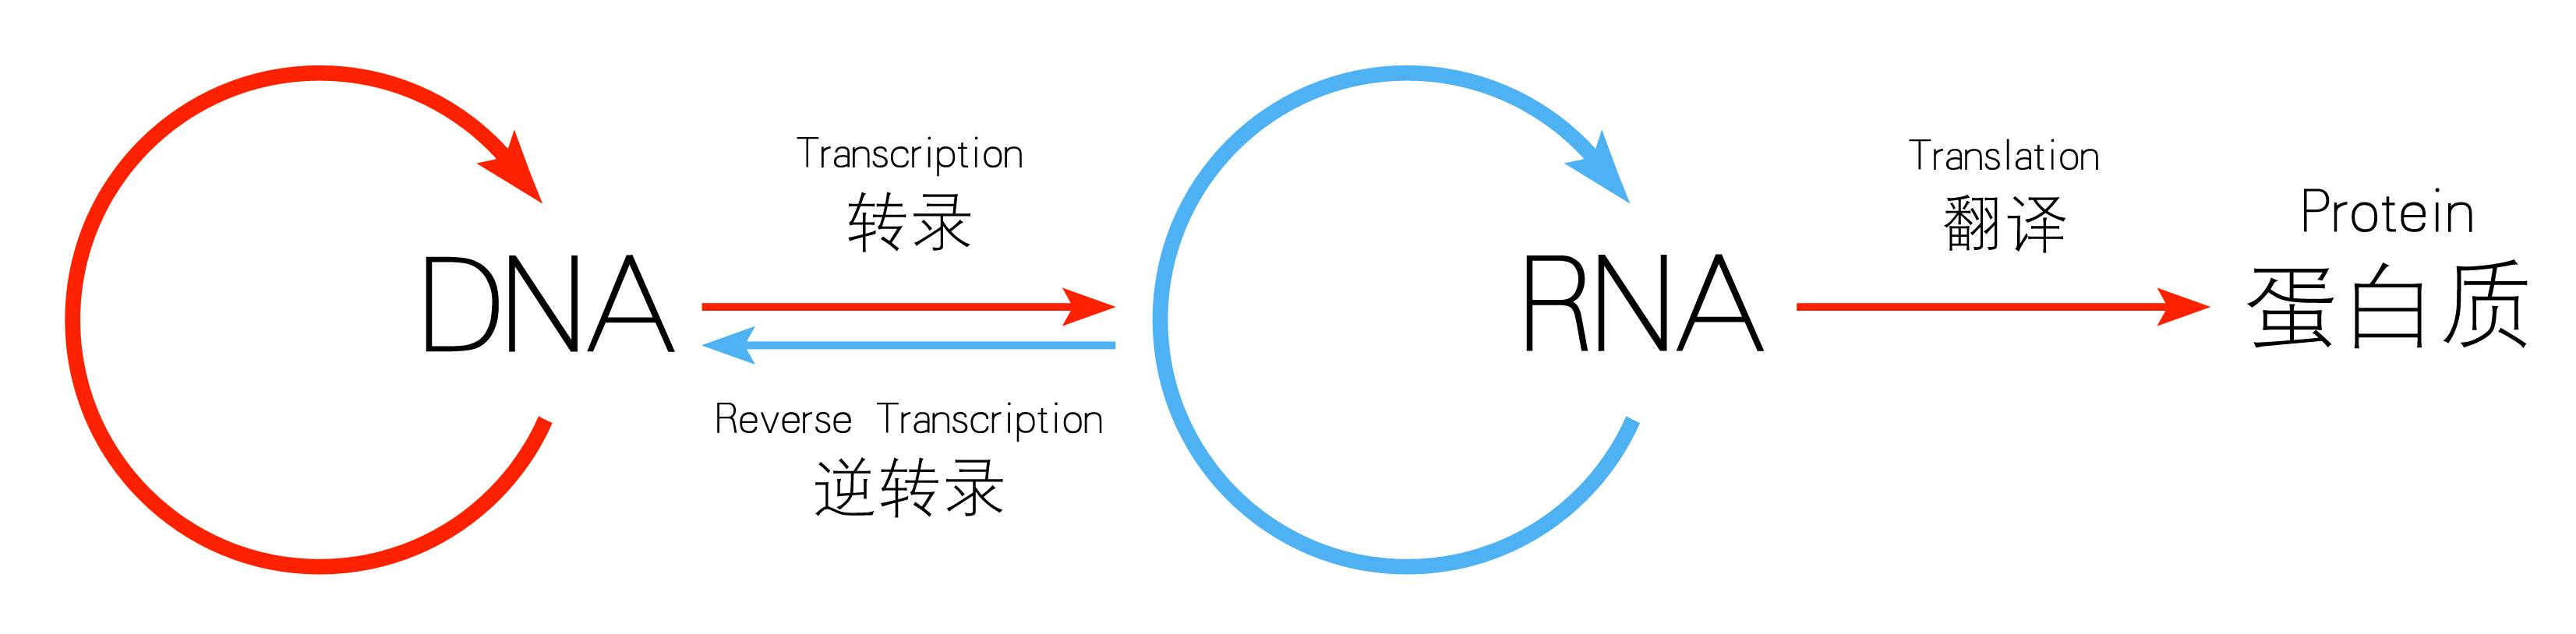 DNA
Transcription
转录
Reverse Transcription
逆转录
RNA
Translation
翻译
Protein
蛋白质